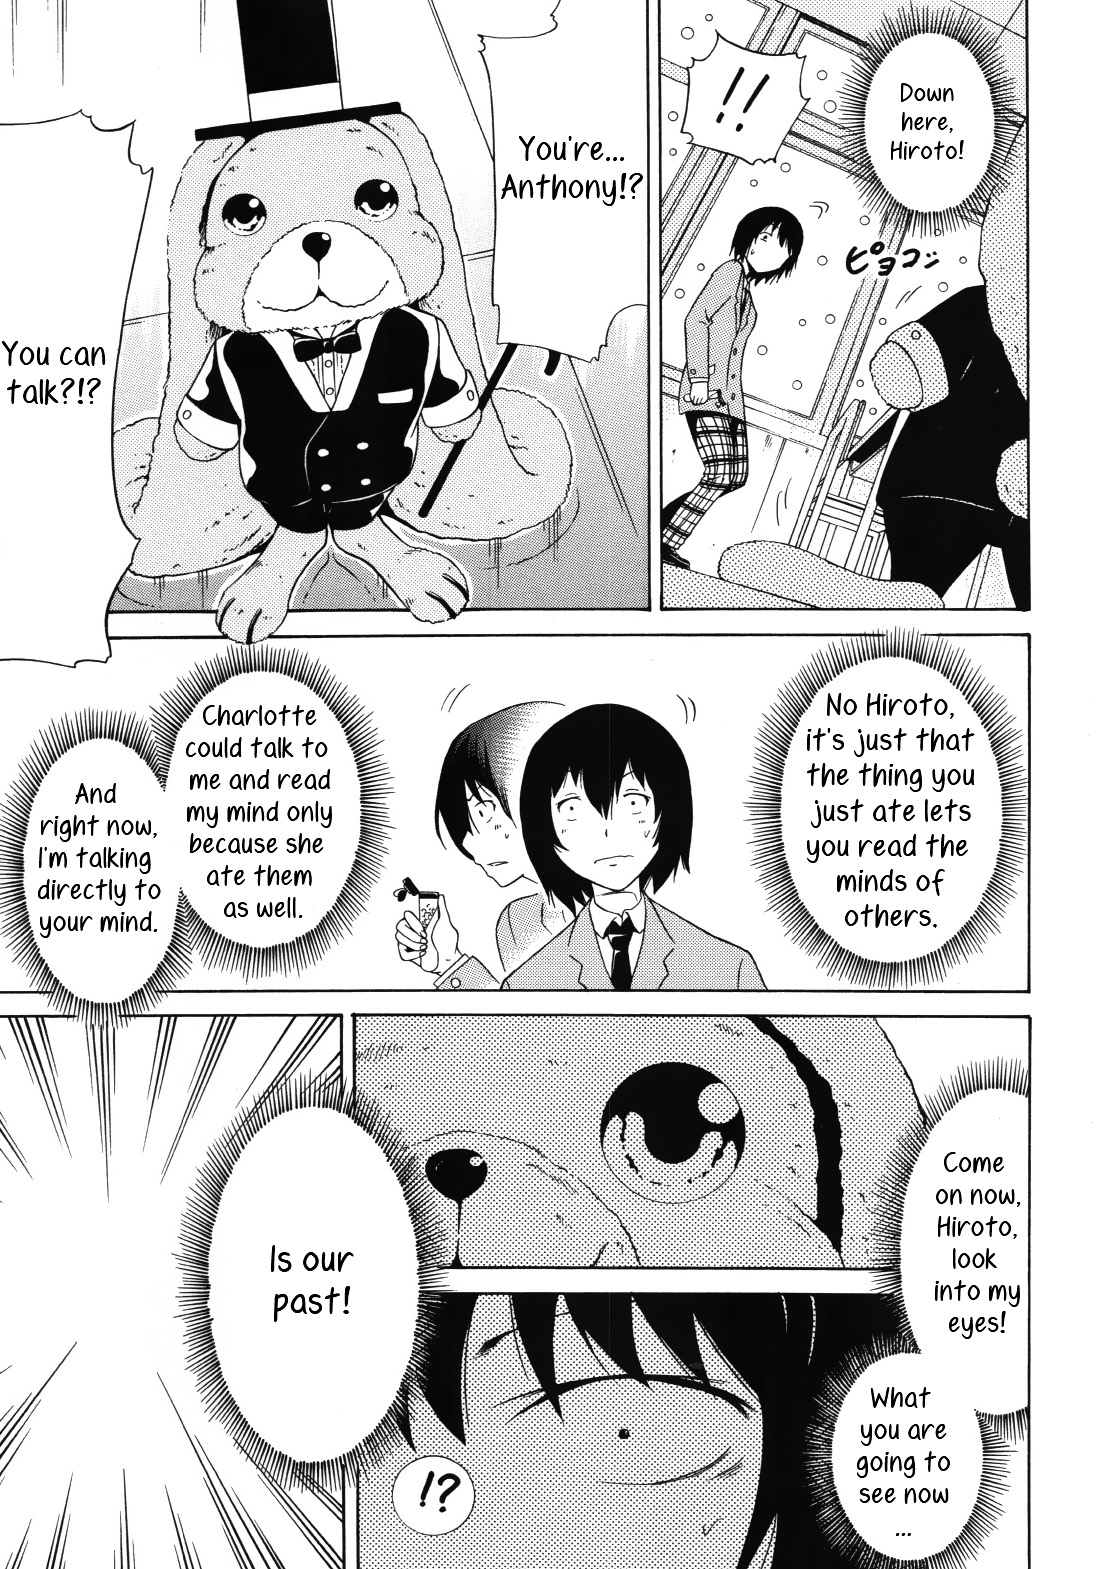 Down
here,
Hiroto!
!!
ピョコッ
You're...
Anthony!?
You can
talk?!?
No Hiroto,
it's just that
the thing you
just ate lets
you read the
minds of
others.
Charlotte
could talk to
me and read
my mind only
because she
ate them
as well.
And
right now,
I'm talking
directly to
your mind.
Come
on now,
Hiroto,
look
into my
eyes!
!?
What
you are
going to
see now
...
Is our
past!